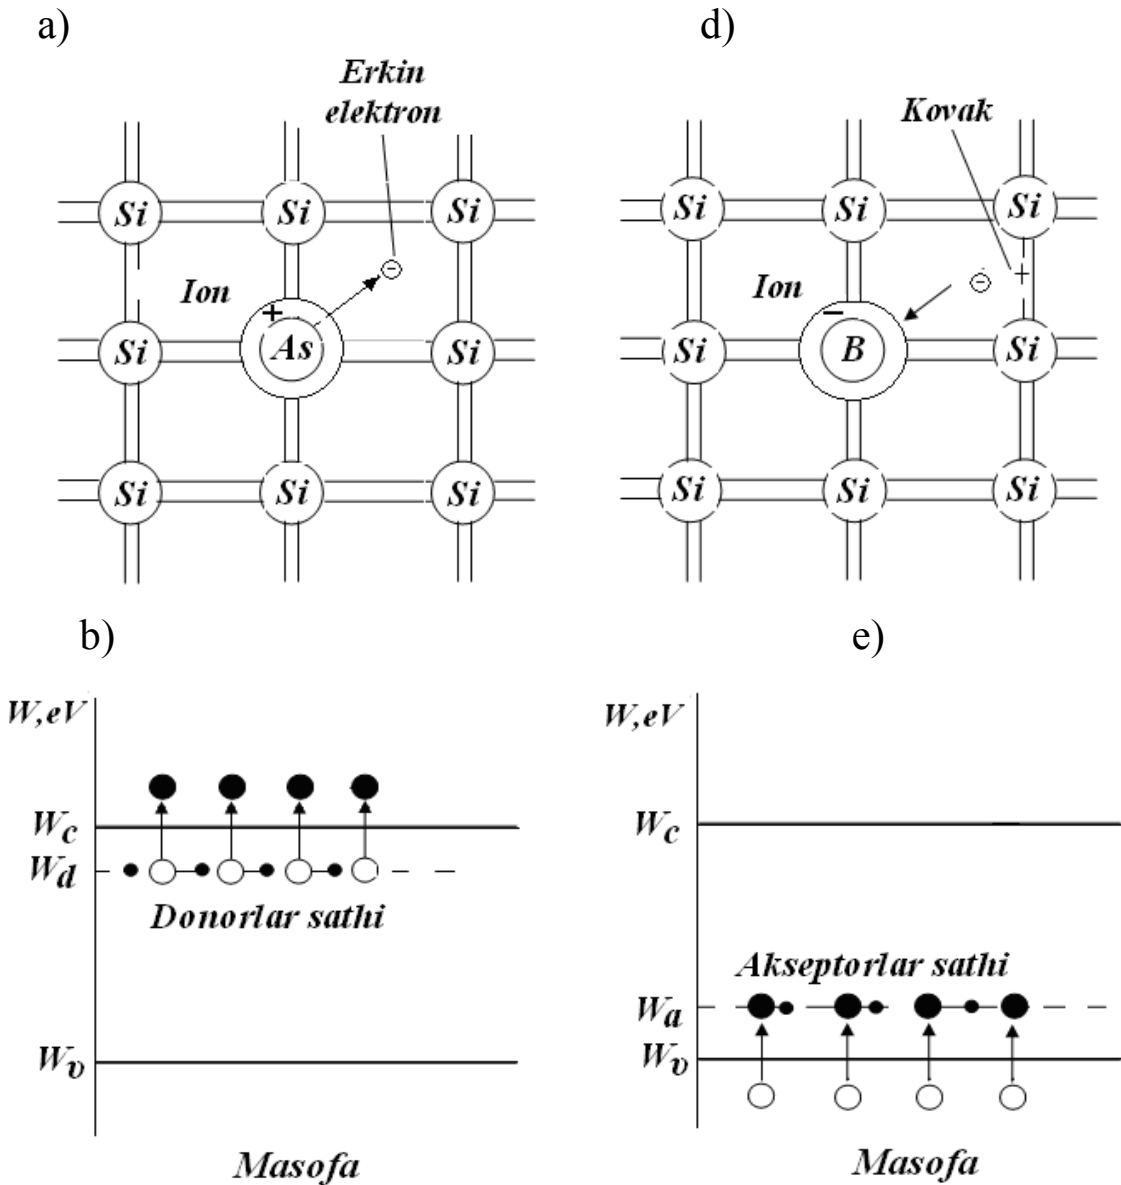 a)
Erkin
elektron
Si Si Si
Ion
+
-
Si As Si
Si Si Si
d)
Kovak
Si Si Si
Ion
-
- +
Si B Si
Si Si Si
b)
W,eV
Wc
Wd
Donorlar sathi
Wv
Masofa
e)
W,eV
Wc
Akseptorlar sathi
Wa
Wv
Masofa